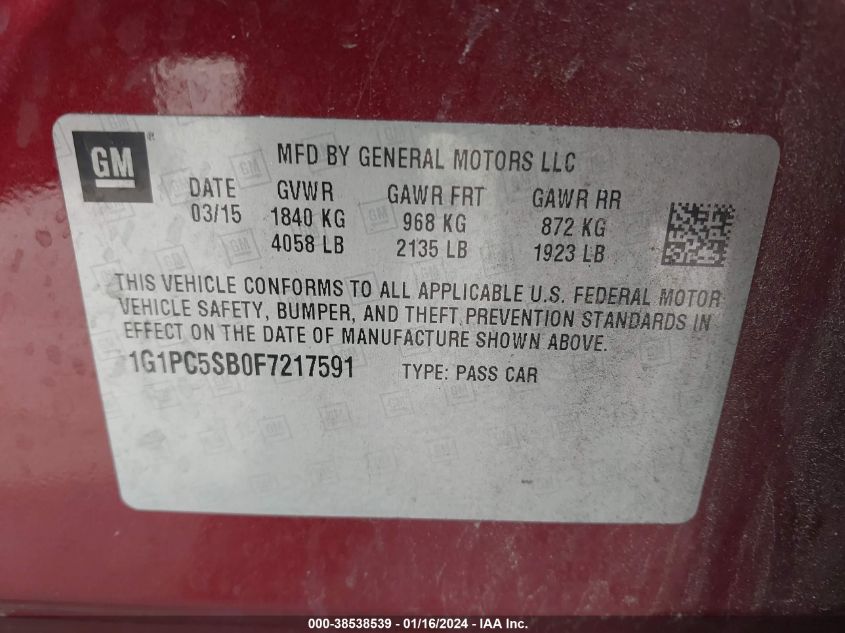 GM
MFD BY GENERAL MOTORS LLC
DATE GVWR GAWR FRT GAWR RR
03/15 1840 KG 968 KG 872 KG
4058 LB 2135 LB 1923 LB
THIS VEHICLE CONFORMS TO ALL APPLICABLE U.S. FEDERAL MOTOR
VEHICLE SAFETY, BUMPER, AND THEFT PREVENTION STANDARDS IN
EFFECT ON THE DATE OF MANUFACTURE SHOWN ABOVE.
1G1PC5SB0F7217591 TYPE: PASS CAR
000-38538539 - 01/16/2024 - IAA Inc.